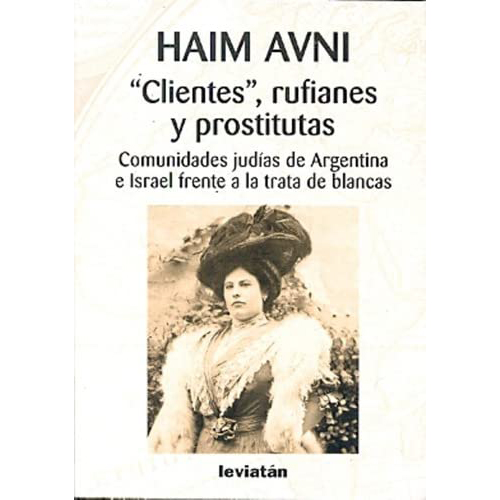 HAIM AVNI
“Clientes”, rufianes
y prostitutas
Comunidades judías de Argentina
e Israel frente a la trata de blancas
leviatán